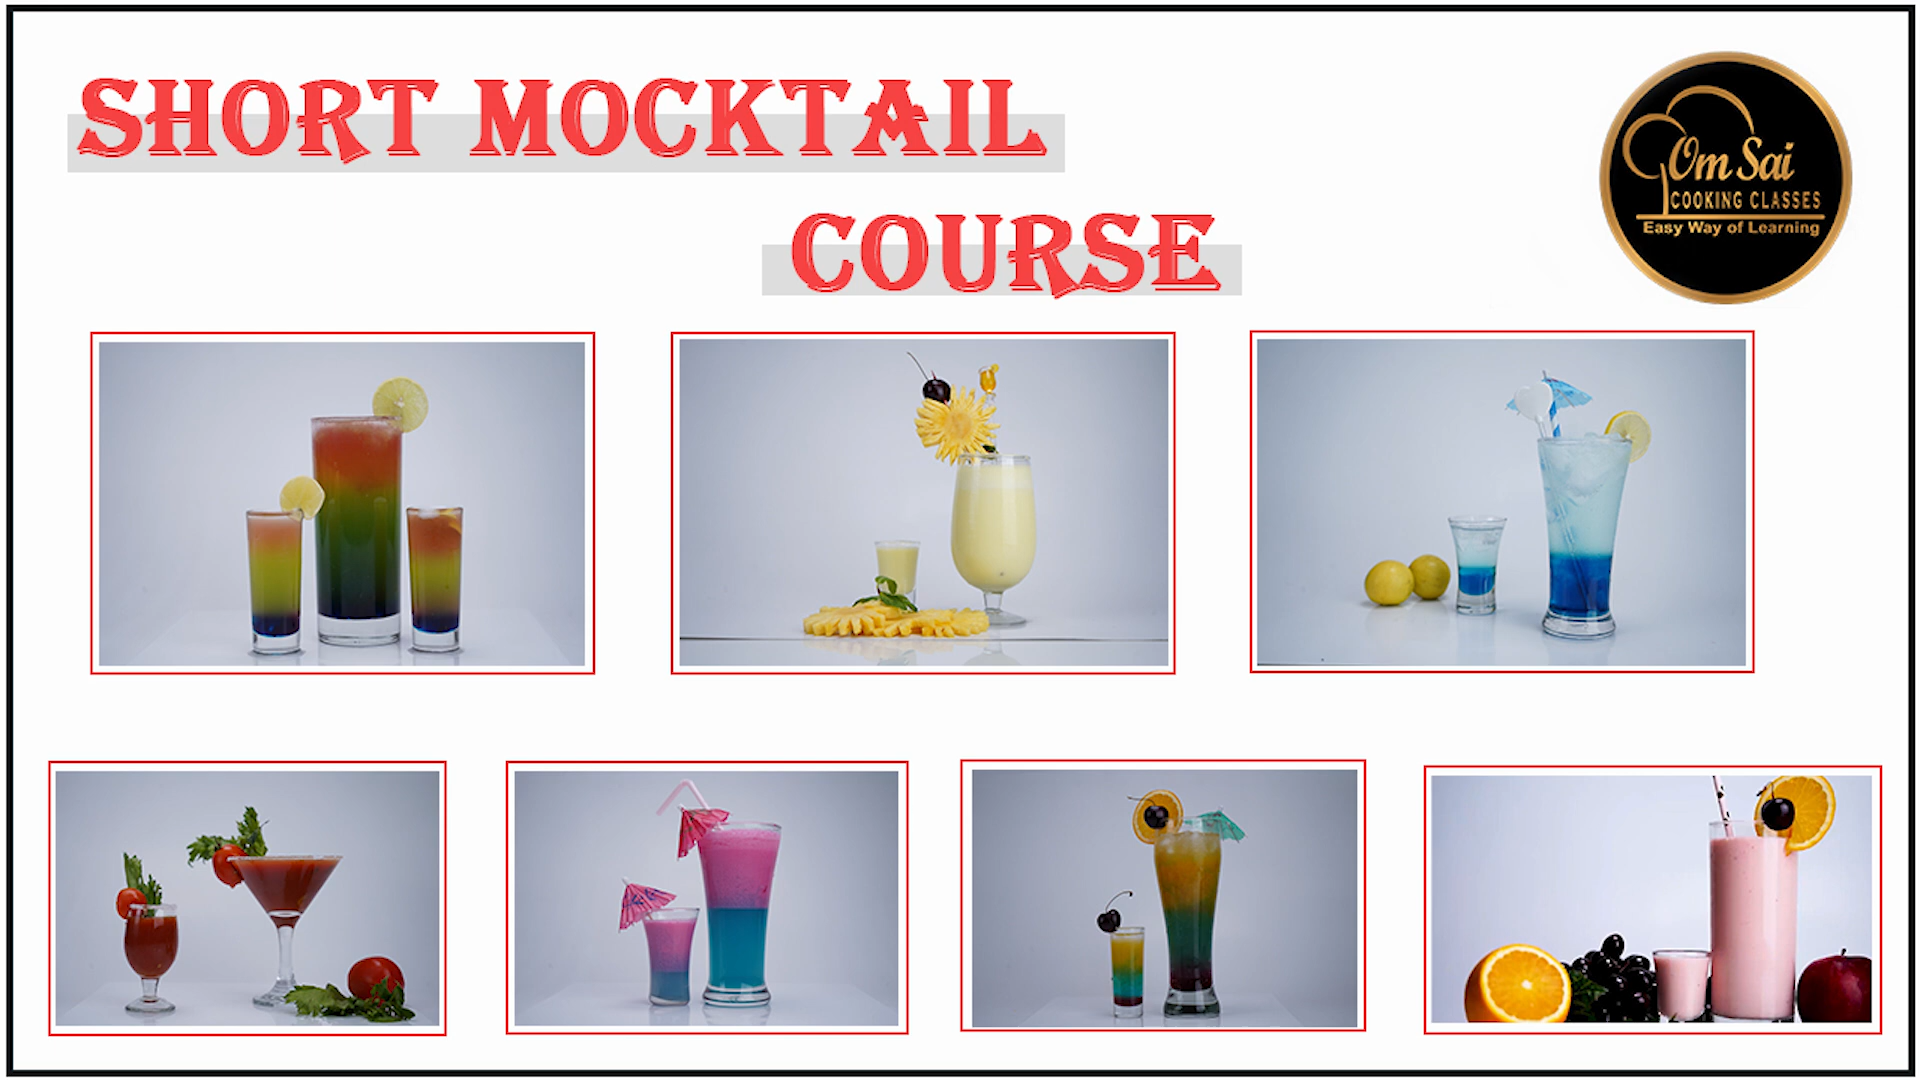 SHORT MOCKTAIL
COURSE
Om Sai
COOKING CLASSES
Easy Way of Learning